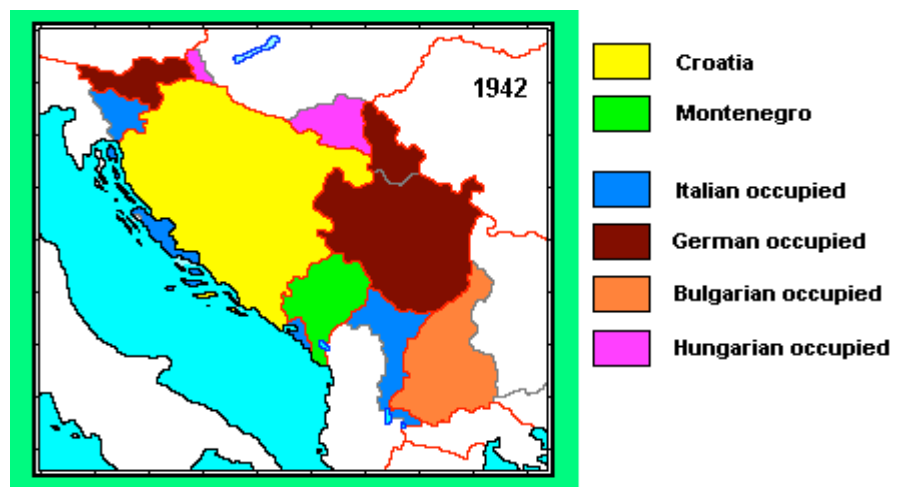 1942
Croatia
Montenegro
Italian occupied
German occupied
Bulgarian occupied
Hungarian occupied